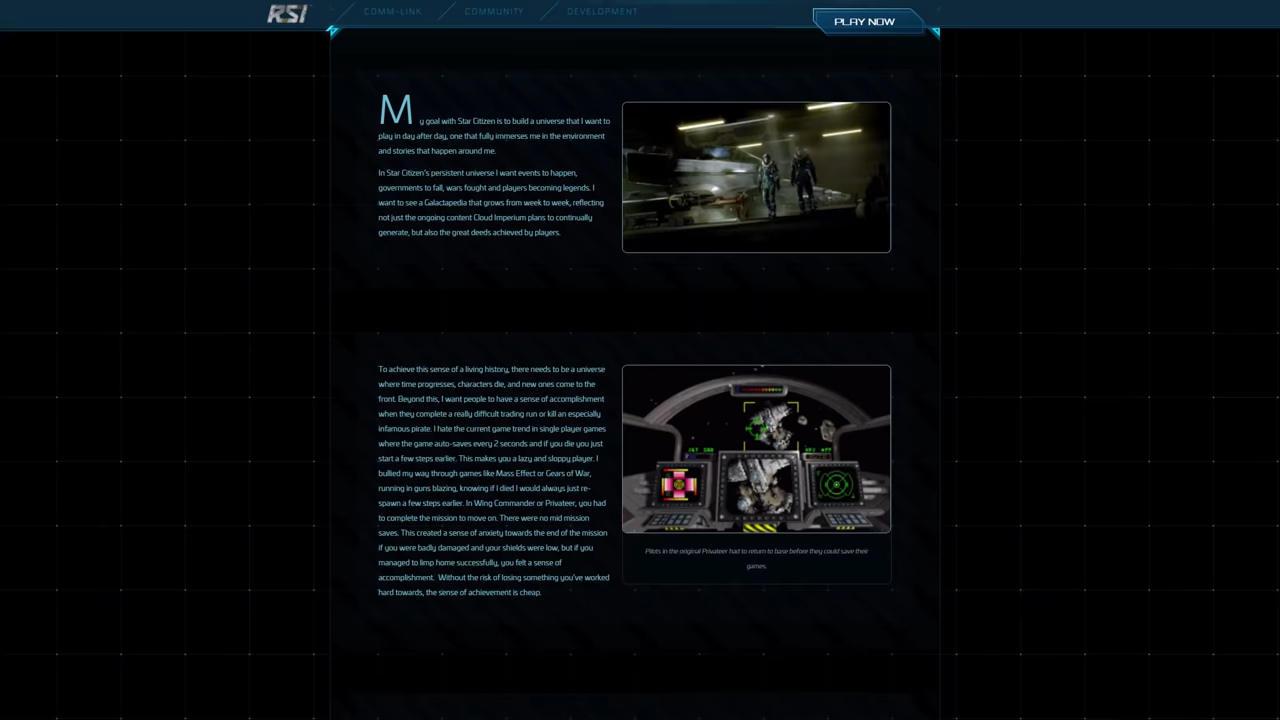 RSI
COMM-LINK
COMMUNITY
DEVELOPMENT
PLAY NOW
My goal with Star Citizen is to build a universe that I want to
play in day after day, one that fully immerses me in the environment
and stories that happen around me.
In Star Citizen's persistent universe I want events to happen,
governments to fall, wars fought and players becoming legends. I
want to see a Galactapedia that grows from week to week, reflecting
not just the ongoing content Cloud Imperium plans to continually
generate, but also the great deeds achieved by players.
To achieve this sense of a living history, there needs to be a universe
where time progresses, characters die, and new ones come to the
front. Beyond this, I want people to have a sense of accomplishment
when they complete a really difficult trading run or kill an especially
infamous pirate. I hate the current game trend in single player games
where the game auto-saves every 2 seconds and if you die you just
start a few steps earlier. This makes you a lazy and sloppy player. I
bullied my way through games like Mass Effect or Gears of War,
running in guns blazing, knowing if I died I would always just re-
spawn a few steps earlier. In Wing Commander or Privateer, you had
to complete the mission to move on. There were no mid mission
saves. This created a sense of anxiety towards the end of the mission
if you were badly damaged and your shields were low, but if you
managed to limp home successfully, you felt a sense of
accomplishment. Without the risk of losing something you've worked
hard towards, the sense of achievement is cheap.
Pilots in the original Privateer had to return to base before they could save their
games.